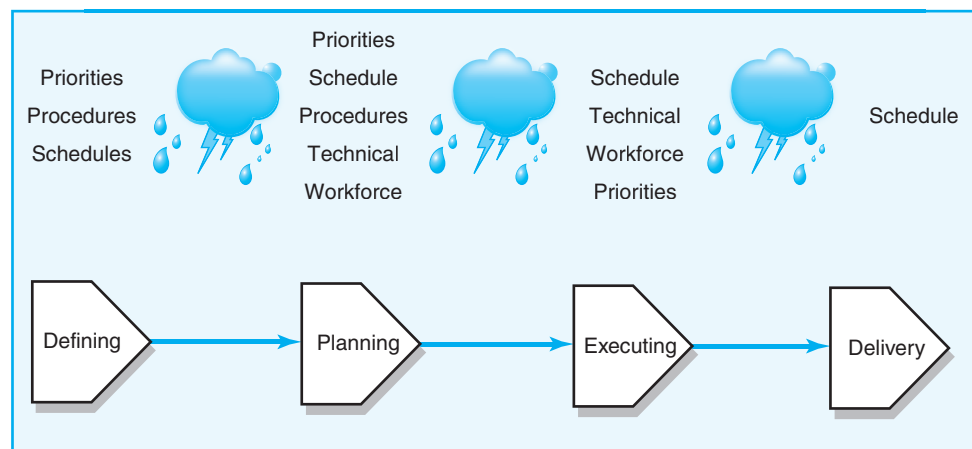 Priorities
Procedures
Schedules
Priorities
Schedule
Procedures
Technical
Workforce
Schedule
Technical
Workforce
Priorities
Schedule
Defining
Planning
Executing
Delivery